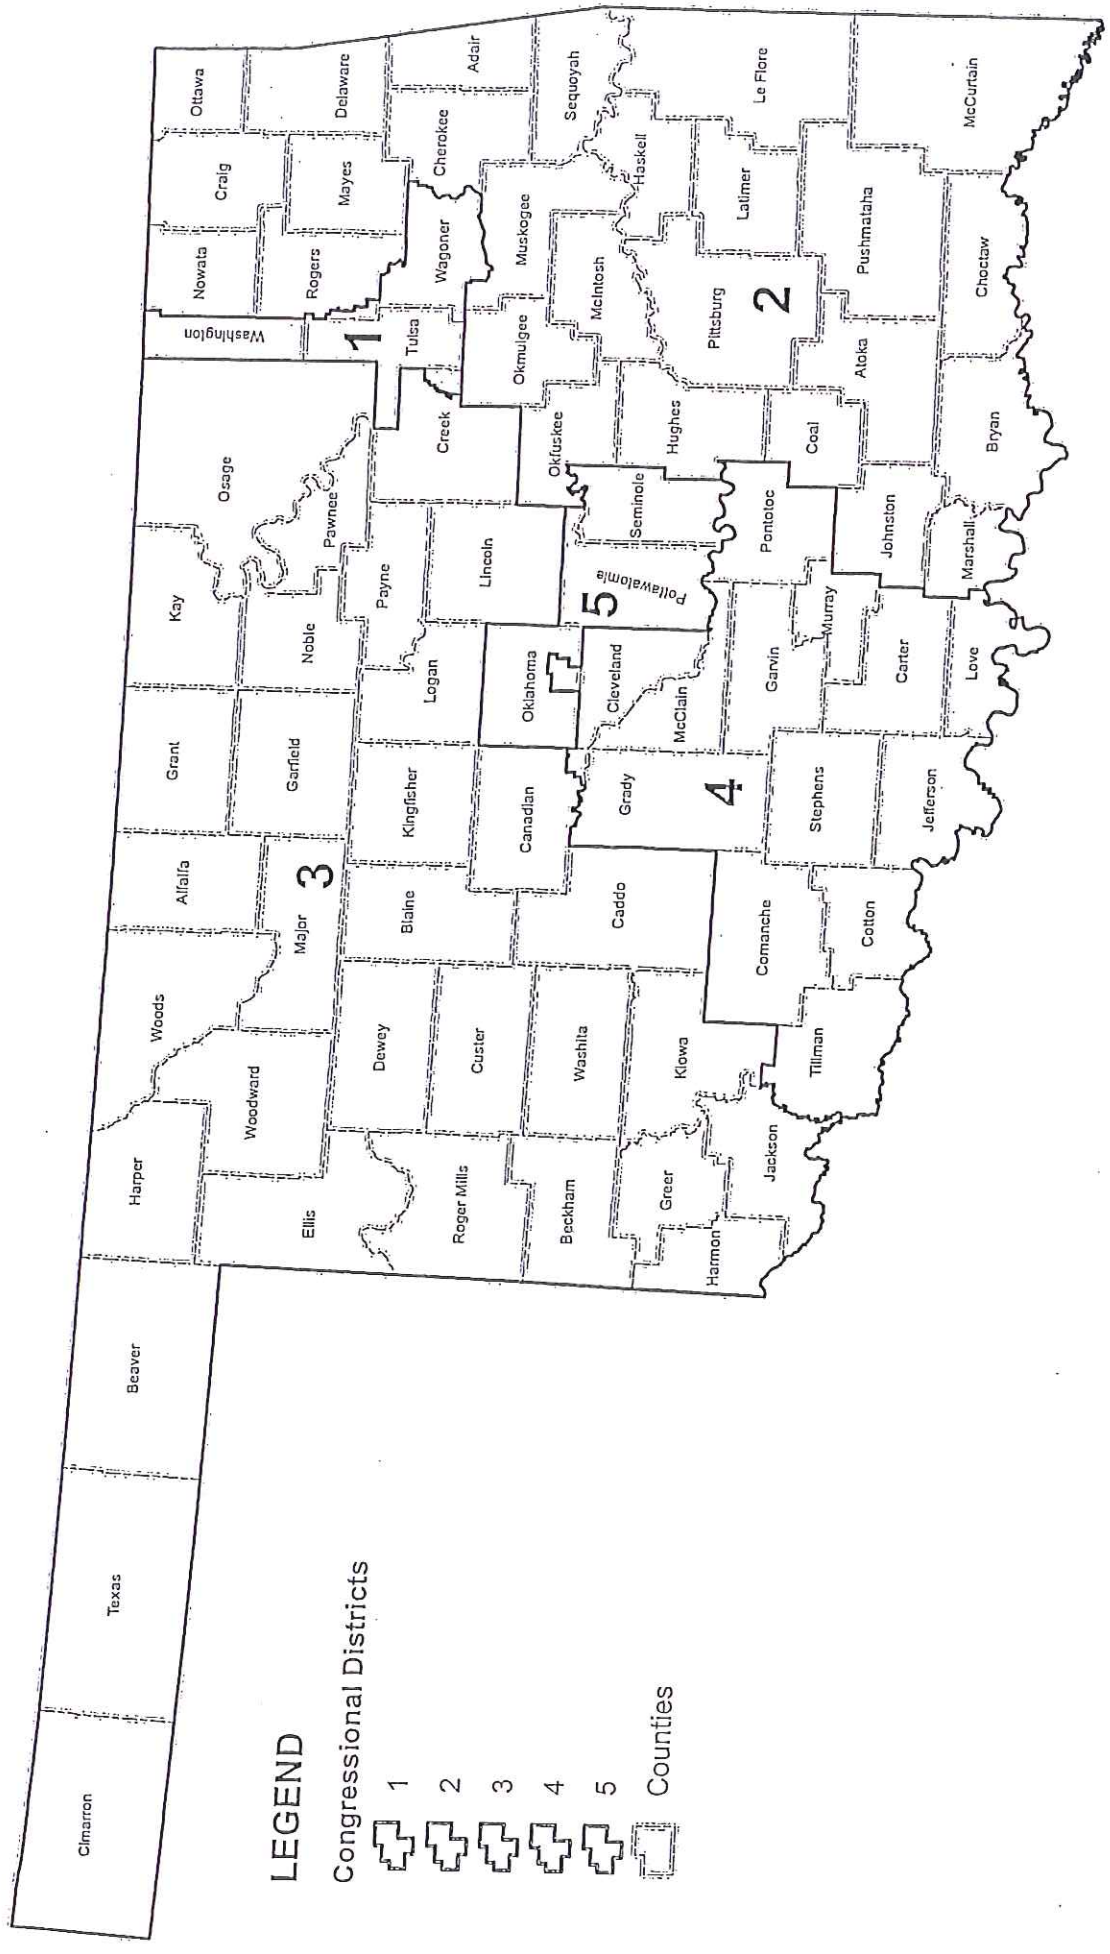 Cimarron
Texas
Beaver
Harper
Woods
Alfalfa
Grant
Kay
Osage
Washington
Nowata
Craig
Ottawa
Ellis
Woodward
Major
3
Garfield
Noble
Pawnee
1
Rogers
Mayes
Delaware
Dewey
Blaine
Kingfisher
Logan
Payne
Creek
Tulsa
Wagoner
Cherokee
Adair
Roger Mills
Custer
Canadian
Oklahoma
Lincoln
Okfuskee
Okmulgee
Muskogee
Sequoyah
Beckham
Washita
Caddo
Grady
Cleveland
McClain
5
Pottawatomie
Seminole
Hughes
McIntosh
Haskell
Le Flore
Greer
Kiowa
Comanche
4
Garvin
Pontotoc
Coal
Pittsburg
2
Latimer
Harmon
Jackson
Tillman
Cotton
Stephens
Murray
Carter
Johnston
Atoka
Pushmataha
McCurtain
Jefferson
Love
Marshall
Bryan
Choctaw
LEGEND
Congressional Districts
1
2
3
4
5
Counties